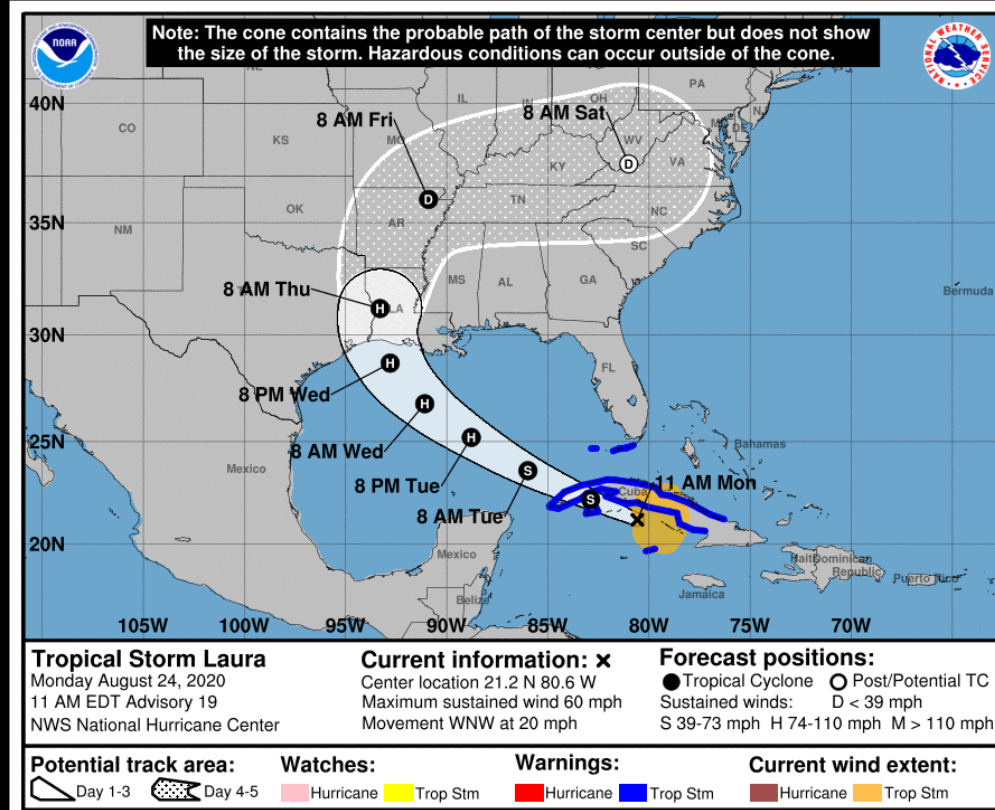 Note: The cone contains the probable path of the storm center but does not show
the size of the storm. Hazardous conditions can occur outside of the cone.
NOAA
NATIONAL WEATHER SERVICE
40N
35N
30N
25N
20N
105W
100W
95W
90W
85W
80W
75W
70W
CO
KS
MO
IL
IN
OH
PA
WV
VA
DE
KY
NM
OK
AR
TN
NC
SC
MS
AL
GA
LA
FL
Bermuda
Bahamas
Cuba
Mexico
Mexico
Belize
Jamaica
Haiti
Dominican
Republic
Puerto Rico
8 AM Sat
8 AM Fri
8 AM Thu
8 PM Wed
8 AM Wed
8 PM Tue
8 AM Tue
11 AM Mon
D
D
H
H
H
H
S
S
Tropical Storm Laura
Monday August 24, 2020
11 AM EDT Advisory 19
NWS National Hurricane Center
Current information: ×
Center location 21.2 N 80.6 W
Maximum sustained wind 60 mph
Movement WNW at 20 mph
Forecast positions:
● Tropical Cyclone ○ Post/Potential TC
Sustained winds: D < 39 mph
S 39-73 mph H 74-110 mph M > 110 mph
Potential track area:
Day 1-3 Day 4-5
Watches:
Hurricane Trop Stm
Warnings:
Hurricane Trop Stm
Current wind extent:
Hurricane Trop Stm